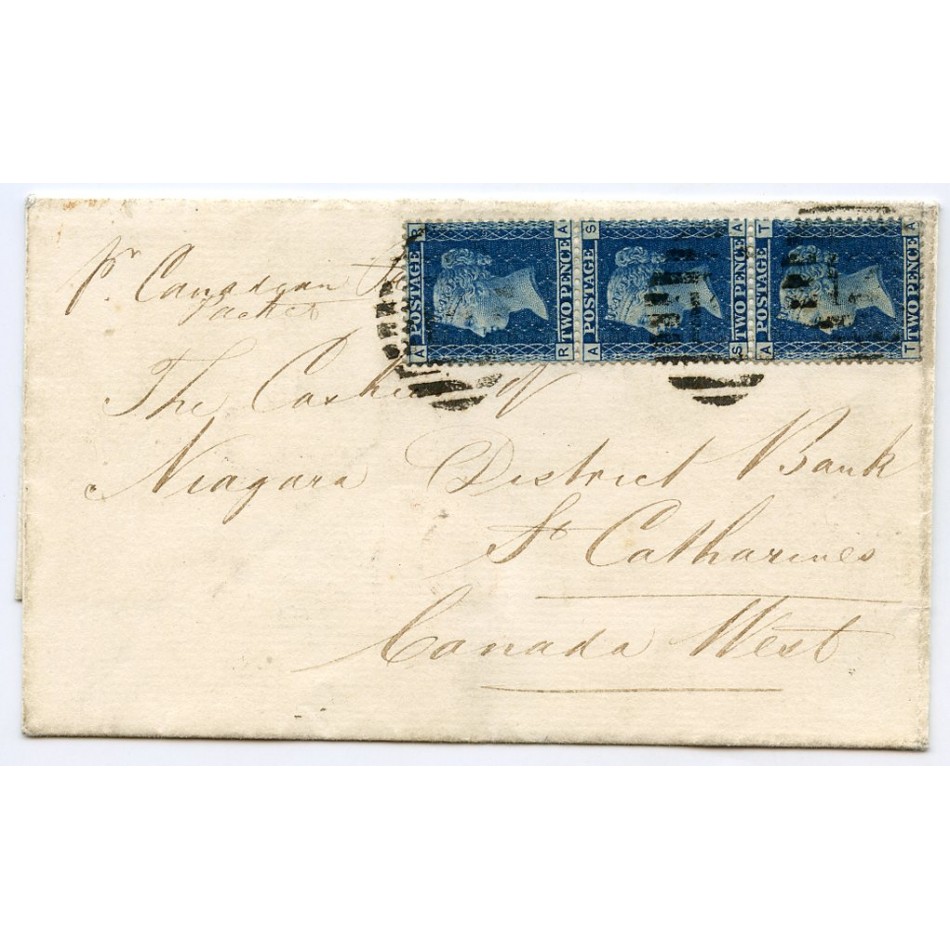 pr. Canadian
Packet
The Cashier of
Niagara District Bank
St Catharines
Canada West
A POSTAGE R
R TWO PENCE A
A POSTAGE S
S TWO PENCE A
A POSTAGE T
T TWO PENCE A